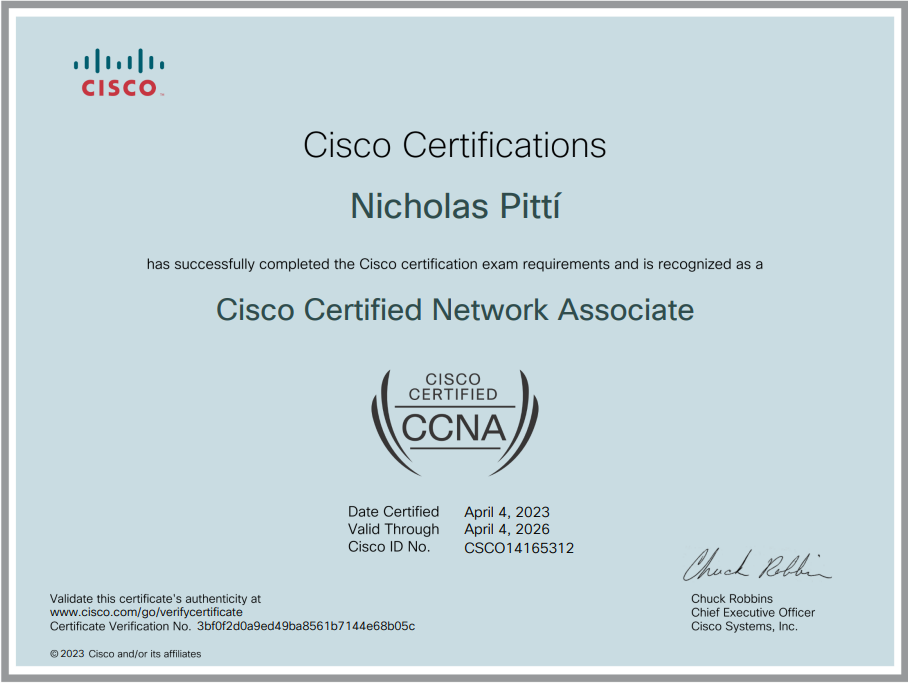 CISCO™
Cisco Certifications
Nicholas Pittí
has successfully completed the Cisco certification exam requirements and is recognized as a
Cisco Certified Network Associate
CISCO
CERTIFIED
CCNA
Date Certified April 4, 2023
Valid Through April 4, 2026
Cisco ID No. CSCO14165312
Chuck Robbins
Chuck Robbins
Chief Executive Officer
Cisco Systems, Inc.
Validate this certificate's authenticity at
www.cisco.com/go/verifycertificate
Certificate Verification No. 3bf0f2d0a9ed49ba8561b7144e68b05c
© 2023 Cisco and/or its affiliates